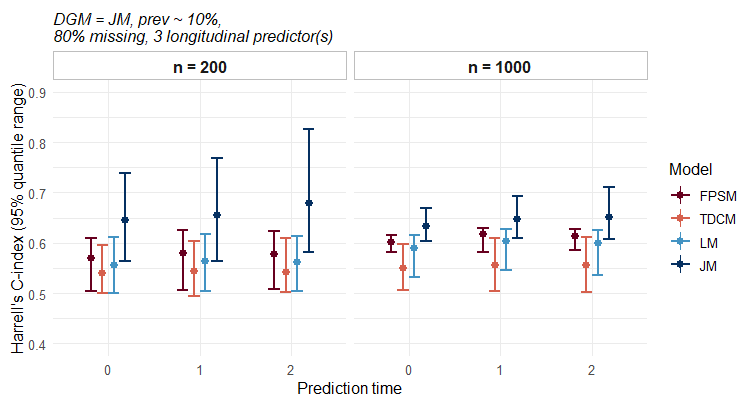 DGM = JM, prev ~ 10%,
80% missing, 3 longitudinal predictor(s)
n = 200
n = 1000
Harrell's C-index (95% quantile range)
0.9
0.8
0.7
0.6
0.5
0.4
0 1 2
0 1 2
Prediction time
Model
FPSM
TDCM
LM
JM